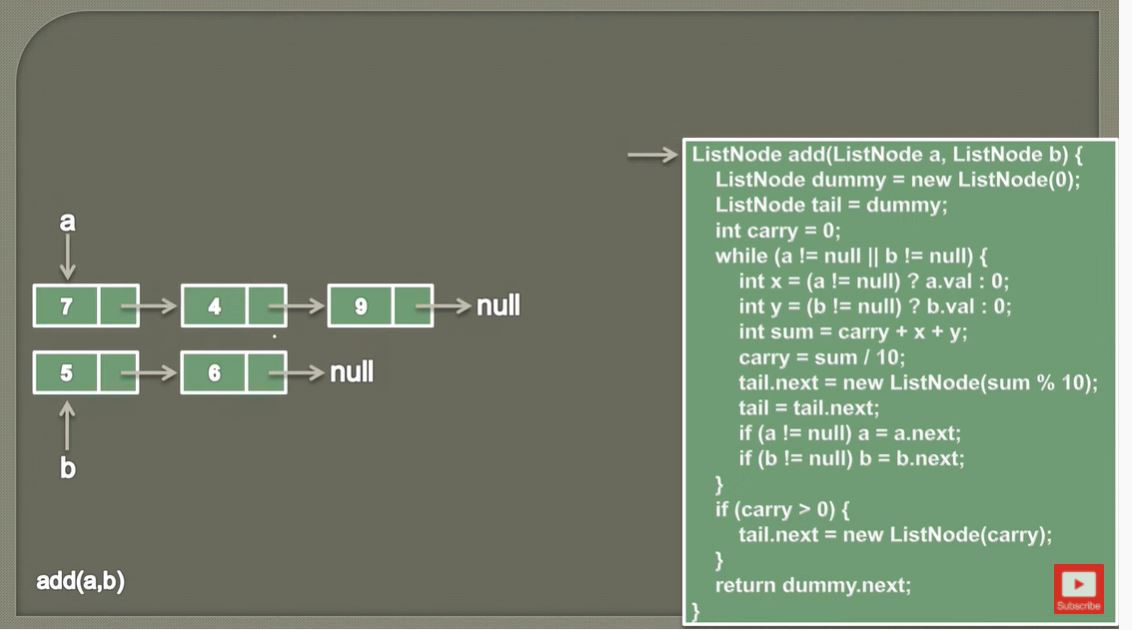 a
7 4 9 null
5 6 null
b
add(a,b)
ListNode add(ListNode a, ListNode b) {
ListNode dummy = new ListNode(0);
ListNode tail = dummy;
int carry = 0;
while (a != null || b != null) {
int x = (a != null) ? a.val : 0;
int y = (b != null) ? b.val : 0;
int sum = carry + x + y;
carry = sum / 10;
tail.next = new ListNode(sum % 10);
tail = tail.next;
if (a != null) a = a.next;
if (b != null) b = b.next;
}
if (carry > 0) {
tail.next = new ListNode(carry);
}
return dummy.next;
}
Subscribe